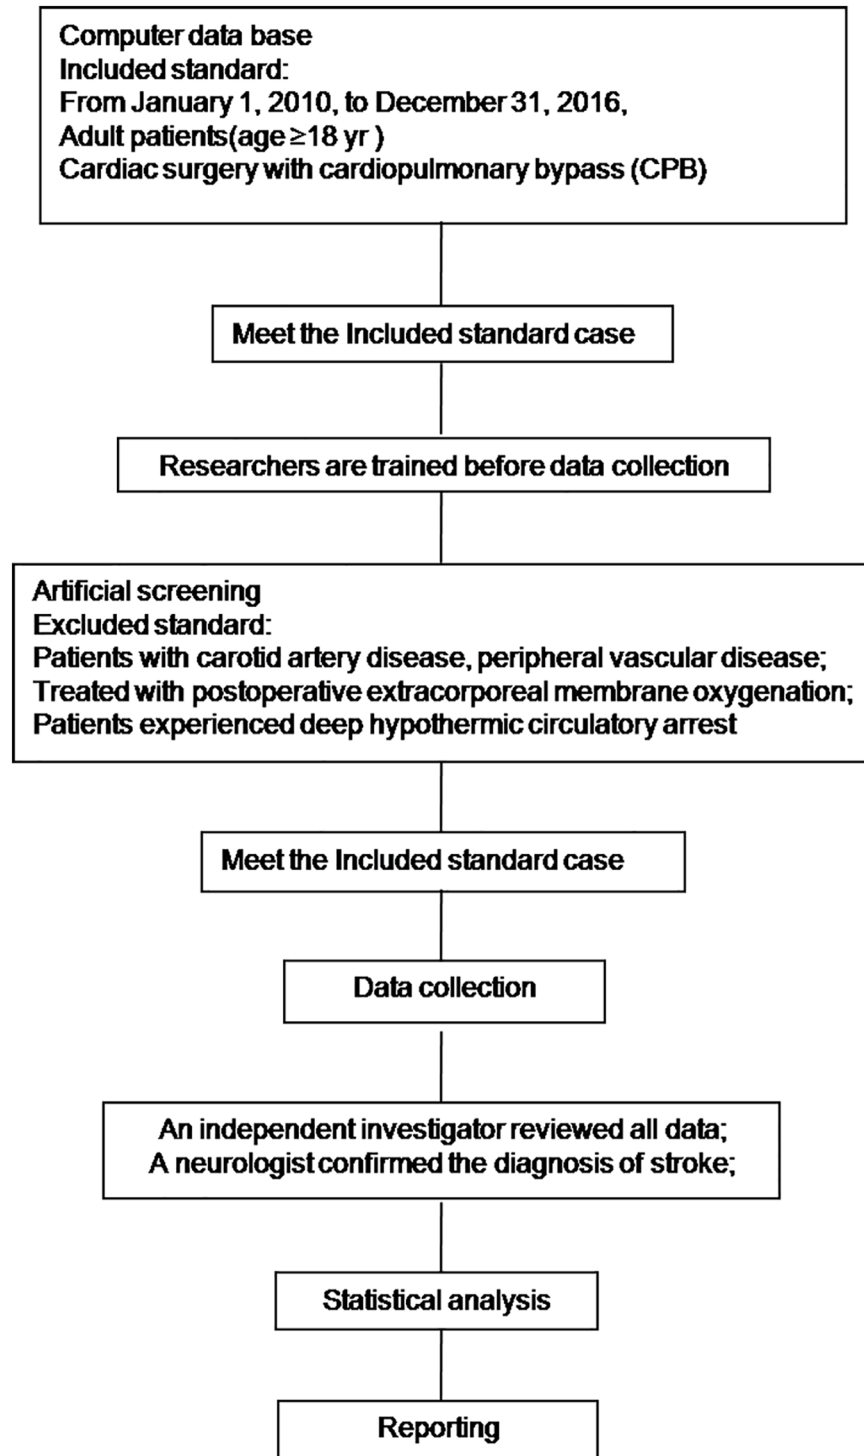 Computer data base
Included standard:
From January 1, 2010, to December 31, 2016,
Adult patients(age ≥18 yr )
Cardiac surgery with cardiopulmonary bypass (CPB)
Meet the Included standard case
Researchers are trained before data collection
Artificial screening
Excluded standard:
Patients with carotid artery disease, peripheral vascular disease;
Treated with postoperative extracorporeal membrane oxygenation;
Patients experienced deep hypothermic circulatory arrest
Meet the Included standard case
Data collection
An independent investigator reviewed all data;
A neurologist confirmed the diagnosis of stroke;
Statistical analysis
Reporting